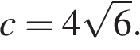 c = 4√6.